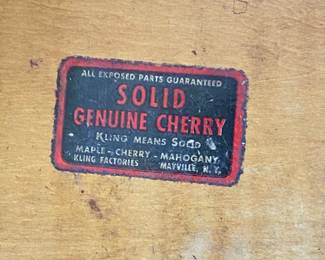 ALL EXPOSED PARTS GUARANTEED
SOLID
GENUINE CHERRY
KLING MEANS SOLID
MAPLE - CHERRY - MAHOGANY
KLING FACTORIES MAYVILLE, N. Y.